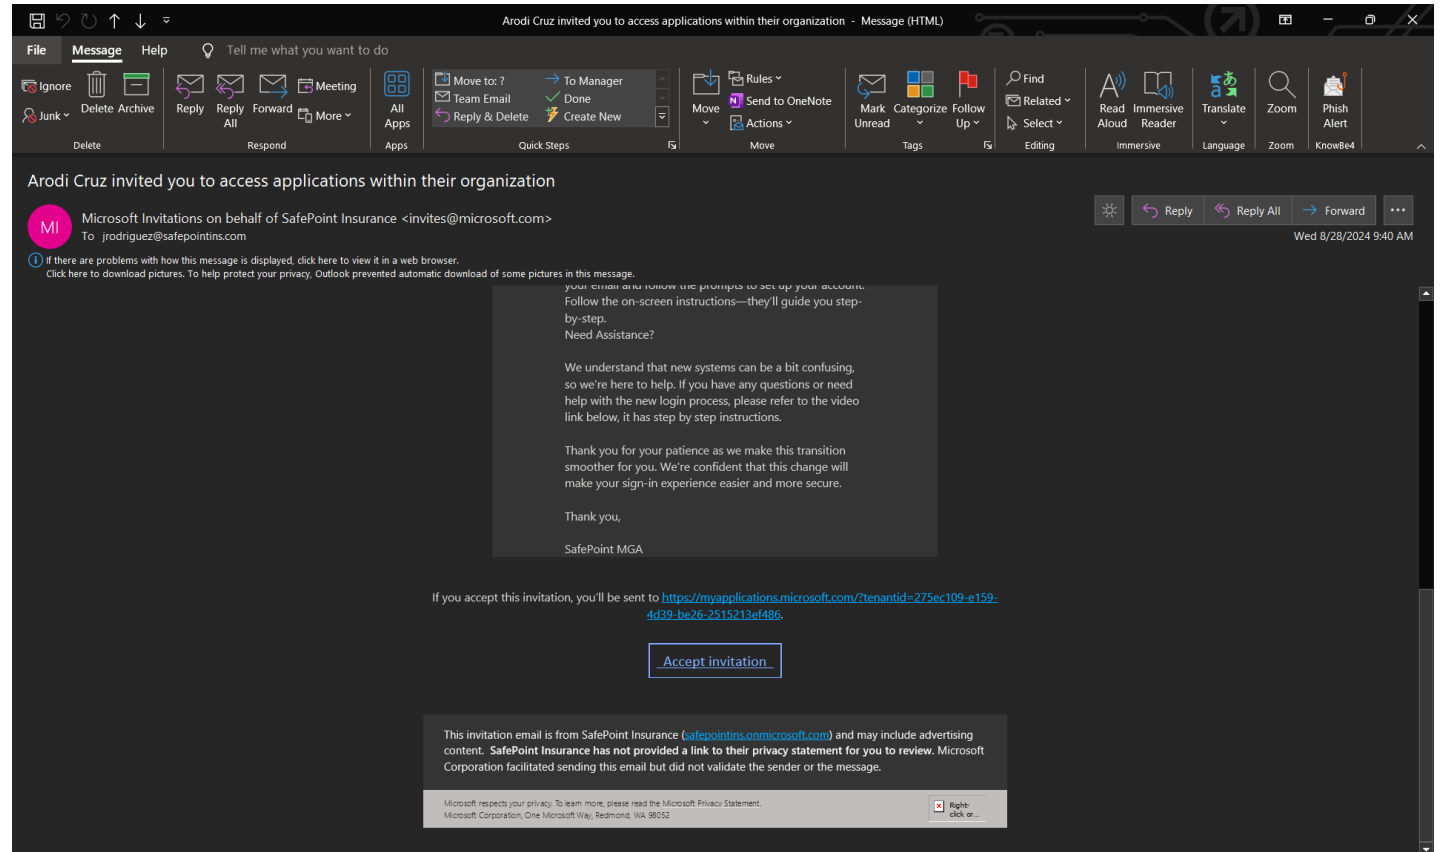 Arodi Cruz invited you to access applications within their organization - Message (HTML)
File Message Help Tell me what you want to do
Ignore
Junk
Delete
Archive
Delete
Reply
Reply All
Forward
Meeting
More
Respond
All Apps
Apps
Move to: ?
Team Email
Reply & Delete
To Manager
Done
Create New
Quick Steps
Move
Rules
Send to OneNote
Actions
Move
Mark Unread
Categorize
Follow Up
Tags
Find
Related
Select
Editing
Read Aloud
Immersive Reader
Immersive
Translate
Language
Zoom
Zoom
Phish Alert
KnowBe4
Arodi Cruz invited you to access applications within their organization
MI
Microsoft Invitations on behalf of SafePoint Insurance <invites@microsoft.com>
To jrodriguez@safepointins.com
Reply Reply All Forward
Wed 8/28/2024 9:40 AM
If there are problems with how this message is displayed, click here to view it in a web browser.
Click here to download pictures. To help protect your privacy, Outlook prevented automatic download of some pictures in this message.
your email and follow the prompts to set up your account.
Follow the on-screen instructions—they'll guide you step-
by-step.
Need Assistance?
We understand that new systems can be a bit confusing,
so we're here to help. If you have any questions or need
help with the new login process, please refer to the video
link below, it has step by step instructions.
Thank you for your patience as we make this transition
smoother for you. We're confident that this change will
make your sign-in experience easier and more secure.
Thank you,
SafePoint MGA
If you accept this invitation, you'll be sent to https://myapplications.microsoft.com/?tenantid=275ec109-e159-
4d39-be26-2515213ef486.
Accept invitation
This invitation email is from SafePoint Insurance (safepointins.onmicrosoft.com) and may include advertising
content. SafePoint Insurance has not provided a link to their privacy statement for you to review. Microsoft
Corporation facilitated sending this email but did not validate the sender or the message.
Microsoft respects your privacy. To learn more, please read the Microsoft Privacy Statement.
Microsoft Corporation, One Microsoft Way, Redmond, WA 98052
Right-
click or...